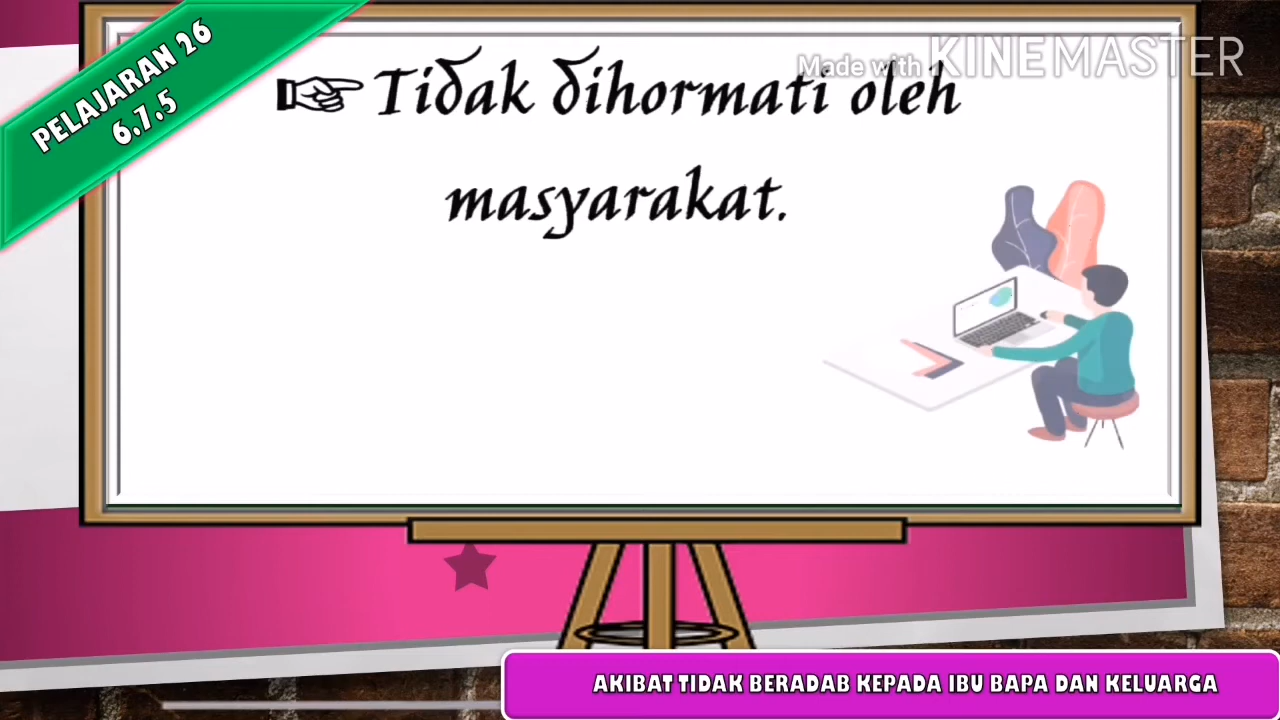 PELAJARAN 26
6.7.5
Made with KINEMASTER
☞Tidak dihormati oleh
masyarakat.
AKIBAT TIDAK BERADAB KEPADA IBU BAPA DAN KELUARGA